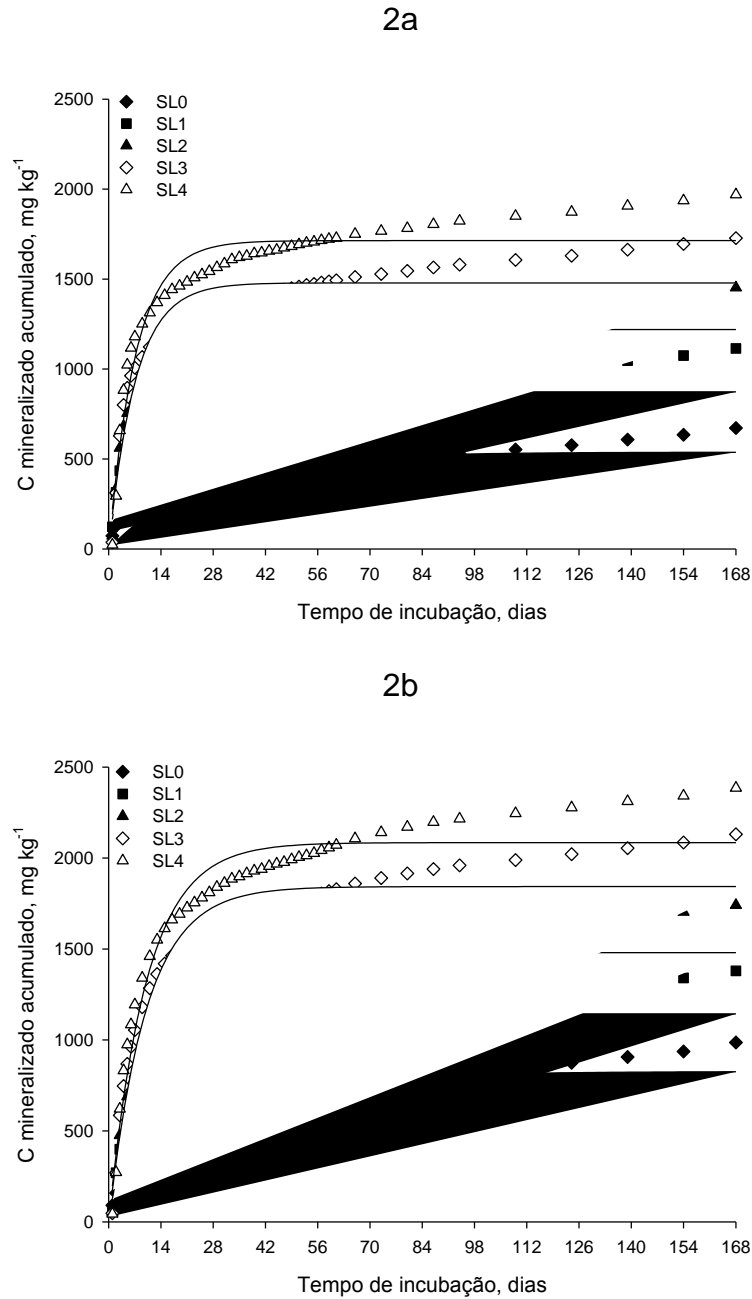 2a
C mineralizado acumulado, mg kg-1
2500
2000
1500
1000
500
0
SL0
SL1
SL2
SL3
SL4
0 14 28 42 56 70 84 98 112 126 140 154 168
Tempo de incubação, dias
2b
C mineralizado acumulado, mg kg-1
2500
2000
1500
1000
500
0
SL0
SL1
SL2
SL3
SL4
0 14 28 42 56 70 84 98 112 126 140 154 168
Tempo de incubação, dias